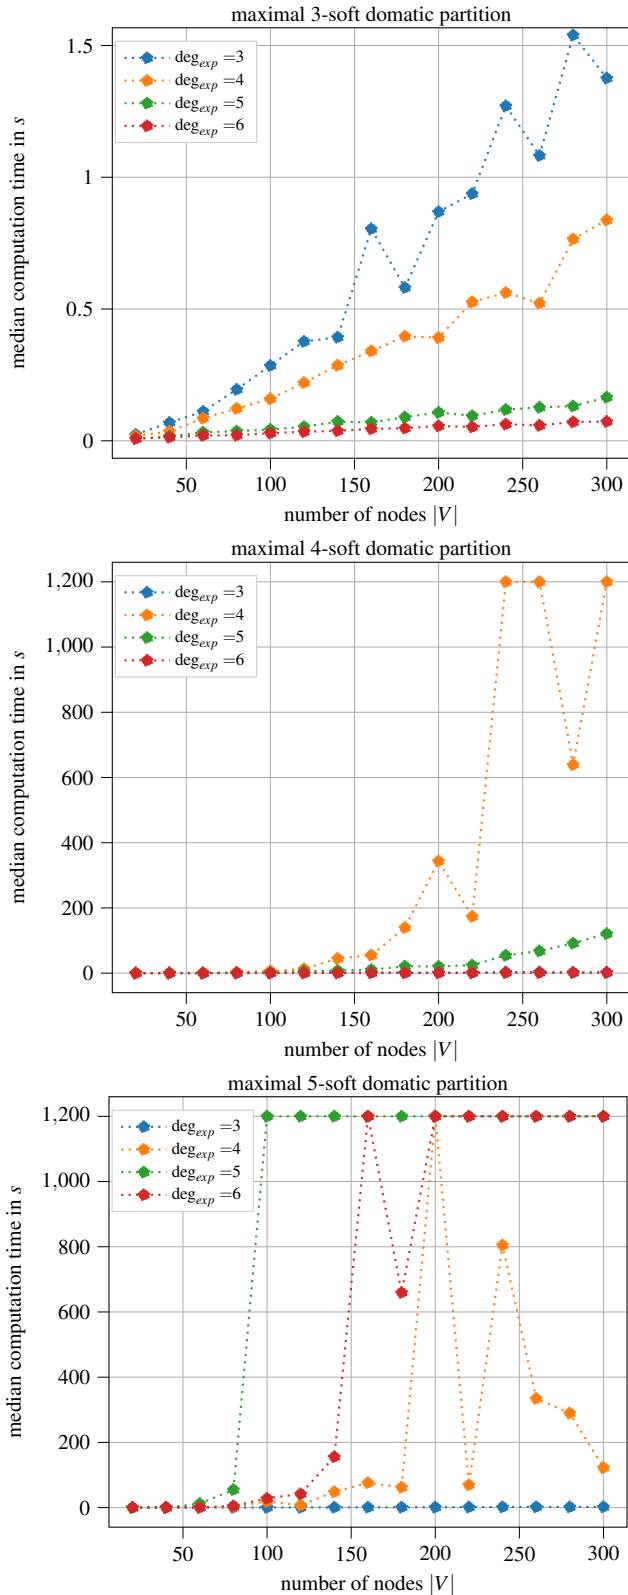 maximal 3-soft domatic partition
median computation time in s
1.5
1
0.5
0
deg_exp =3
deg_exp =4
deg_exp =5
deg_exp =6
50 100 150 200 250 300
number of nodes |V|
maximal 4-soft domatic partition
median computation time in s
1,200
1,000
800
600
400
200
0
deg_exp =3
deg_exp =4
deg_exp =5
deg_exp =6
50 100 150 200 250 300
number of nodes |V|
maximal 5-soft domatic partition
median computation time in s
1,200
1,000
800
600
400
200
0
deg_exp =3
deg_exp =4
deg_exp =5
deg_exp =6
50 100 150 200 250 300
number of nodes |V|